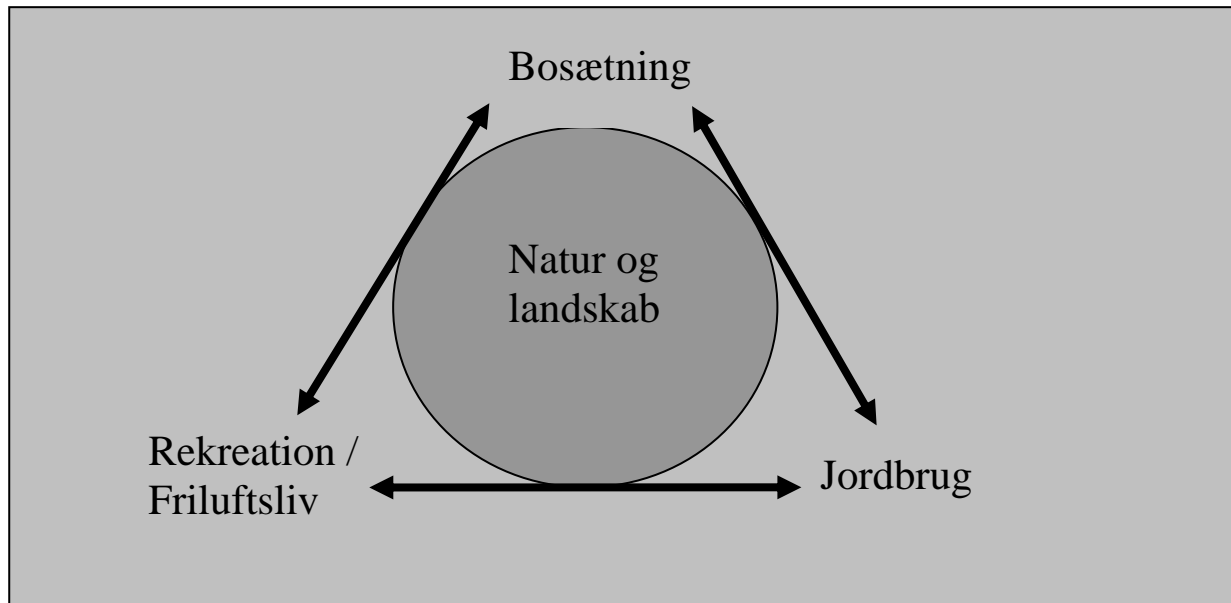 Bosætning
Natur og
landskab
Rekreation /
Friluftsliv
Jordbrug